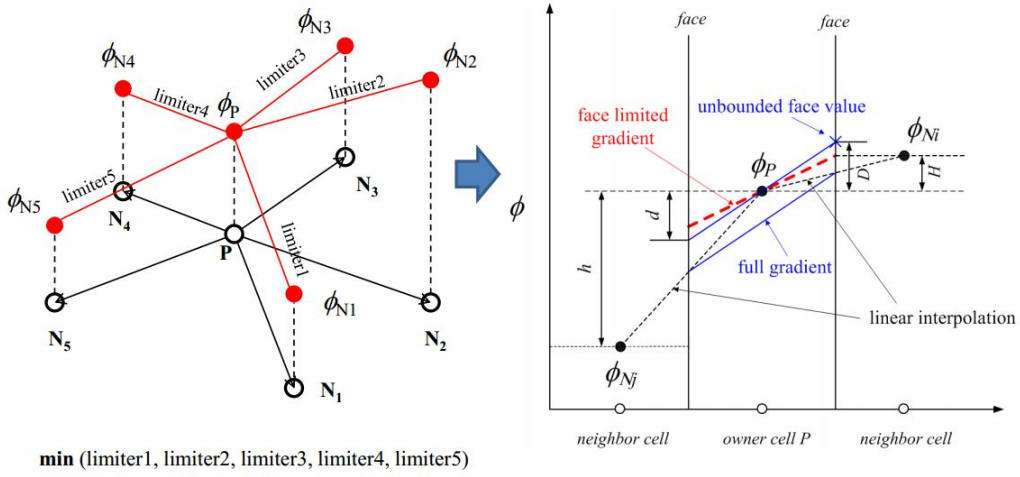 ϕN3
ϕN4
ϕN2
limiter3
limiter2
limiter4
ϕP
limiter5
ϕN5
N3
N4
P
limiter1
ϕN1
N5
N2
N1
min (limiter1, limiter2, limiter3, limiter4, limiter5)
face
face
unbounded face value
face limited
gradient
ϕNi
ϕP
D
H
ϕ
d
h
full gradient
linear interpolation
ϕNj
neighbor cell
owner cell P
neighbor cell